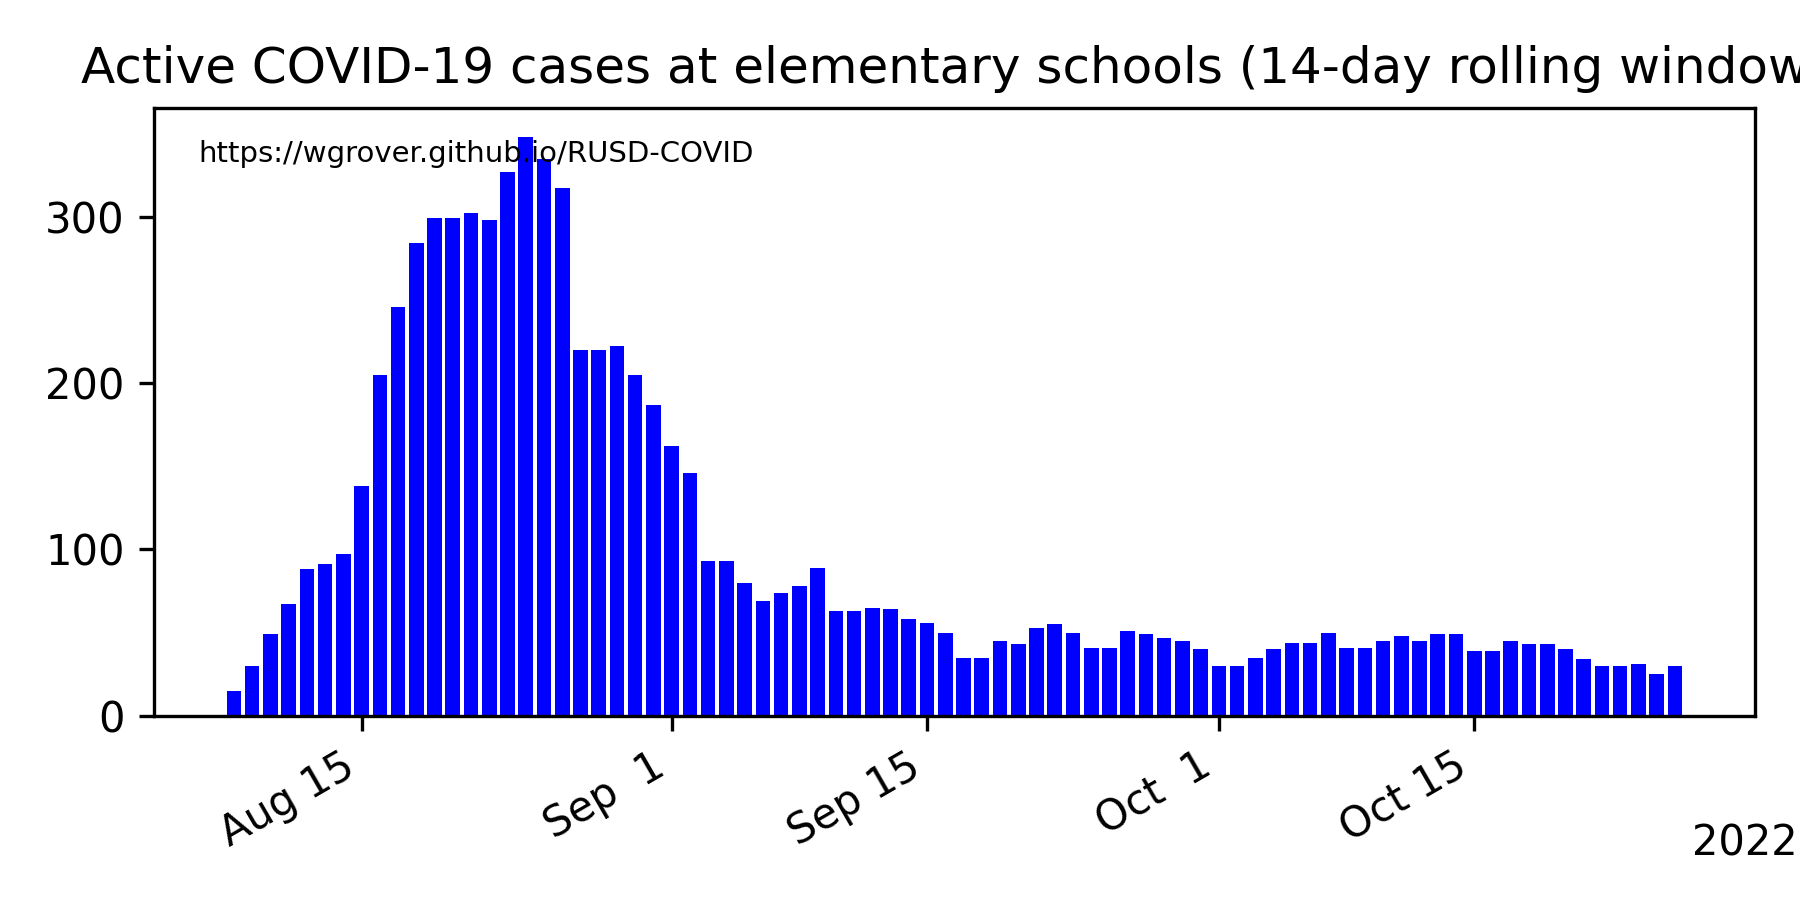 Active COVID-19 cases at elementary schools (14-day rolling window
https://wgrover.github.io/RUSD-COVID
300
200
100
0
Aug 15
Sep 1
Sep 15
Oct 1
Oct 15
2022